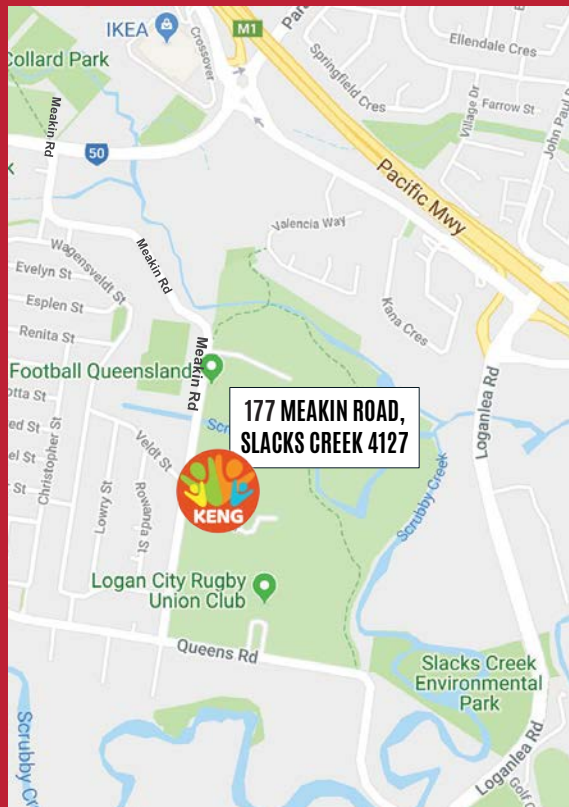 IKEA
M1
Crossover
Ellendale Cres
Collard Park
Springfield Cres
Village Dr
Farrow St
John Paul D
Meakin Rd
50
Pacific Mwy
Valencia Way
Wagensveldt St
Meakin Rd
Evelyn St
Esplen St
Kana Cres
Renita St
Meakin Rd
Football Queensland
Loganlea Rd
177 MEAKIN ROAD,
SLACKS CREEK 4127
Christopher St
Veldt St
Lowry St
Rowanda St
KENG
Scrubby Creek
Logan City Rugby
Union Club
Queens Rd
Slacks Creek
Environmental
Park
Scrubby Cr
Loganlea Rd
Golf C